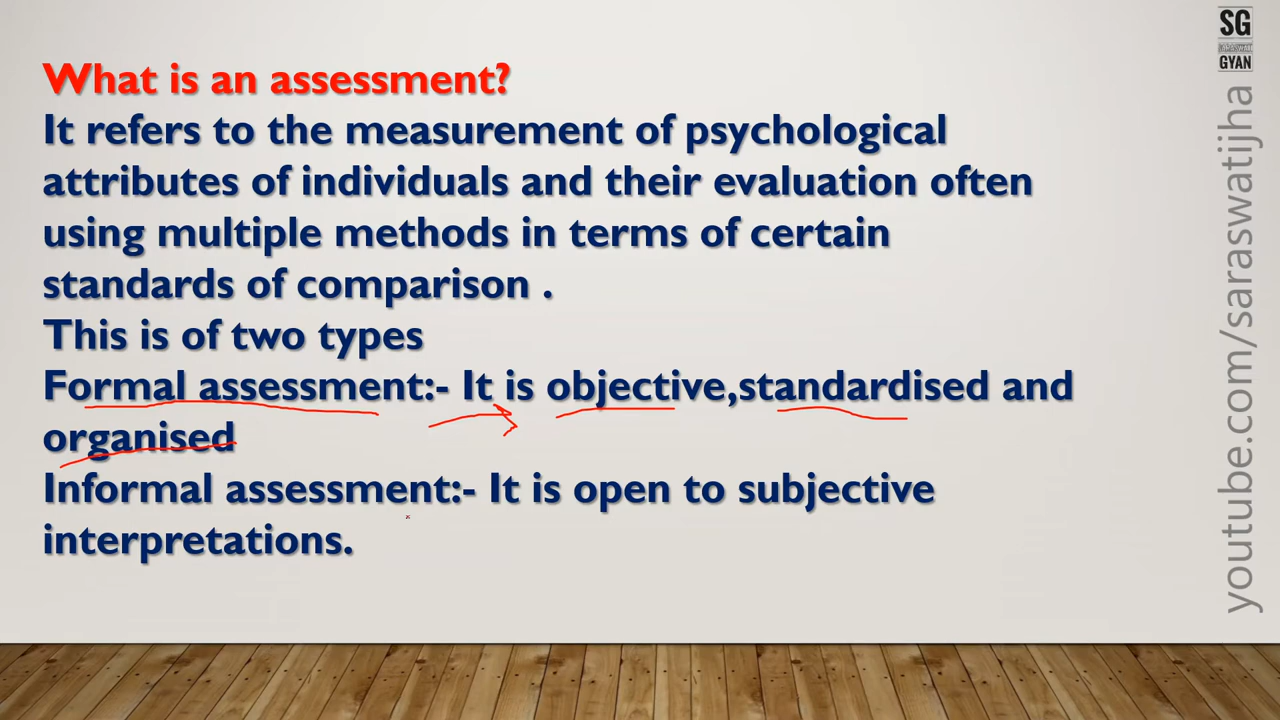 What is an assessment?
It refers to the measurement of psychological
attributes of individuals and their evaluation often
using multiple methods in terms of certain
standards of comparison .
This is of two types
Formal assessment:- It is objective,standardised and
organised
Informal assessment:- It is open to subjective
interpretations.
SG
SARASWATI
GYAN
youtube.com/saraswatijha